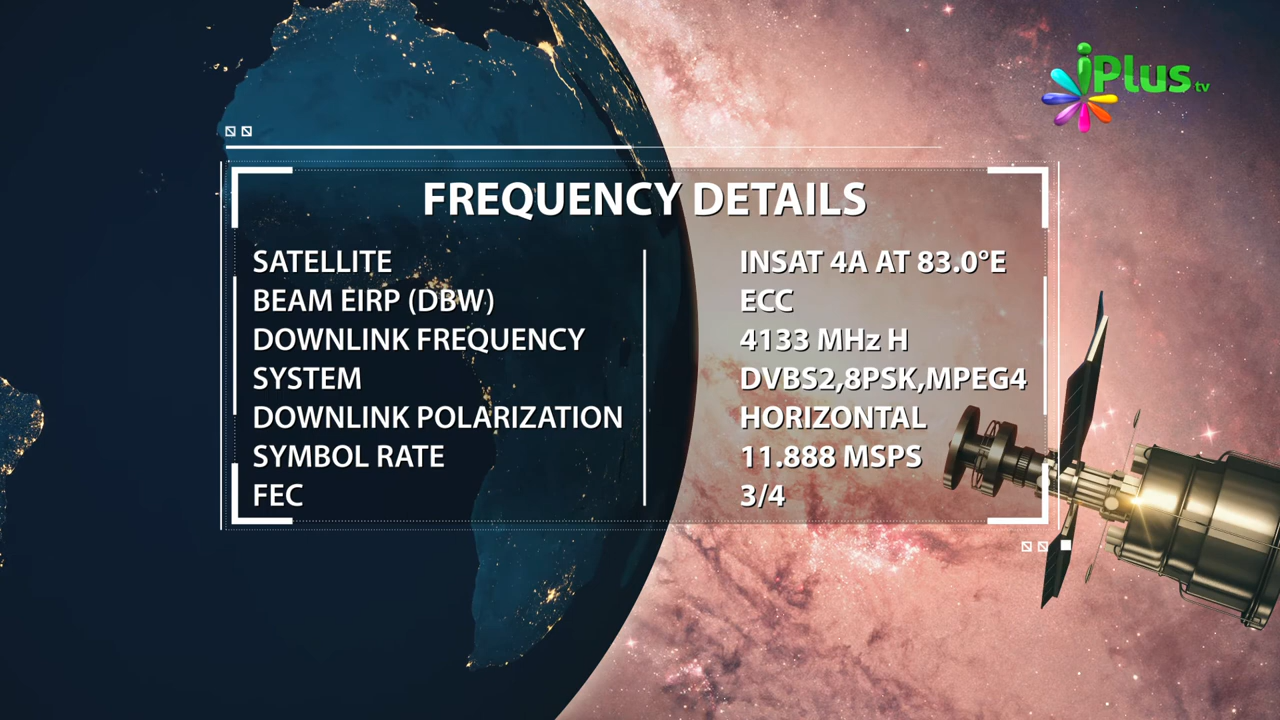 iPlus tv
FREQUENCY DETAILS
SATELLITE INSAT 4A AT 83.0°E
BEAM EIRP (DBW) ECC
DOWNLINK FREQUENCY 4133 MHz H
SYSTEM DVBS2,8PSK,MPEG4
DOWNLINK POLARIZATION HORIZONTAL
SYMBOL RATE 11.888 MSPS
FEC 3/4